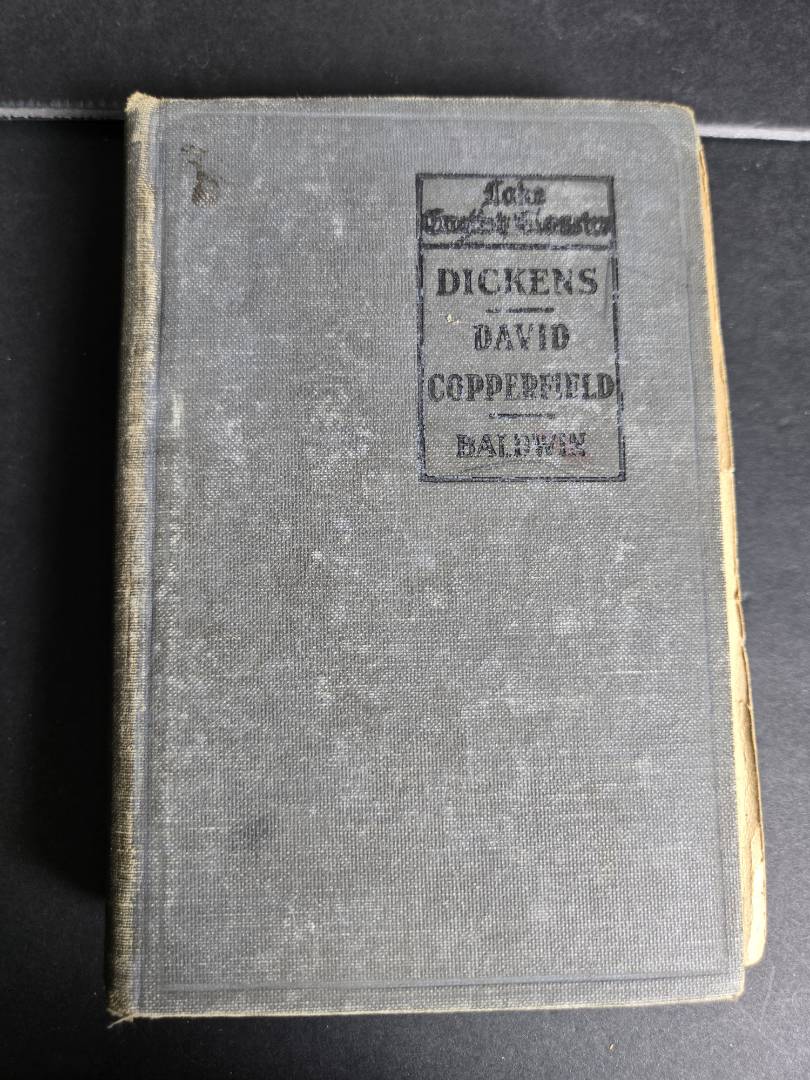 Lake
English Classics
DICKENS
DAVID
COPPERFIELD
BALDWIN